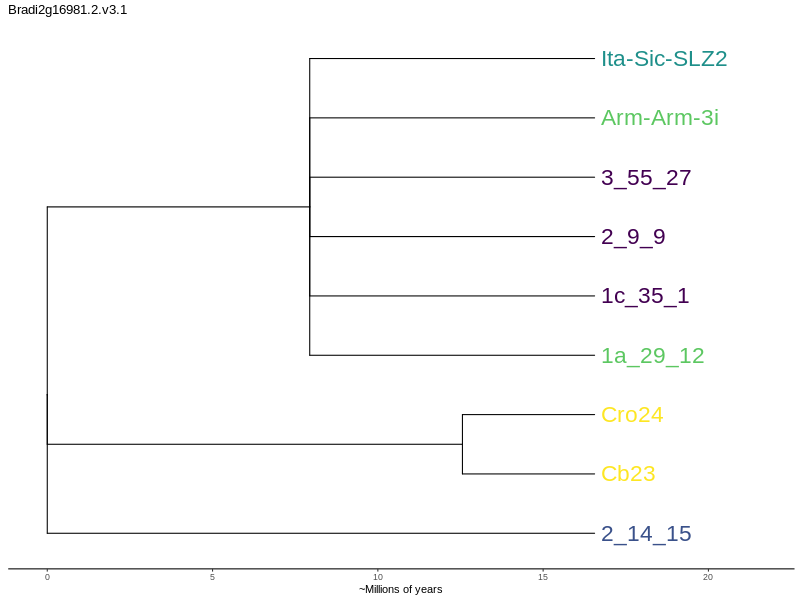 Bradi2g16981.2.v3.1
Ita-Sic-SLZ2
Arm-Arm-3i
3_55_27
2_9_9
1c_35_1
1a_29_12
Cro24
Cb23
2_14_15
0 5 10 15 20
~Millions of years